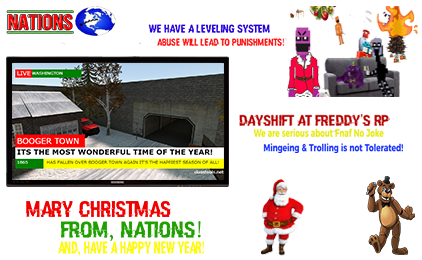 NATIONS
WE HAVE A LEVELING SYSTEM
ABUSE WILL LEAD TO PUNISHMENTS!
LIVE WASHINGTON
BOOGER TOWN
ITS THE MOST WONDERFUL TIME OF THE YEAR!
HAS FALLEN OVER BOOGER TOWN AGAIN IT'S THE HAPPIEST SEASON OF ALL!
DAYSHIFT AT FREDDY'S RP
We are serious about Fnaf No Joke
Mingeing & Trolling is not Tolerated!
MARY CHRISTMAS
FROM, NATIONS!
AND, HAVE A HAPPY NEW YEAR!